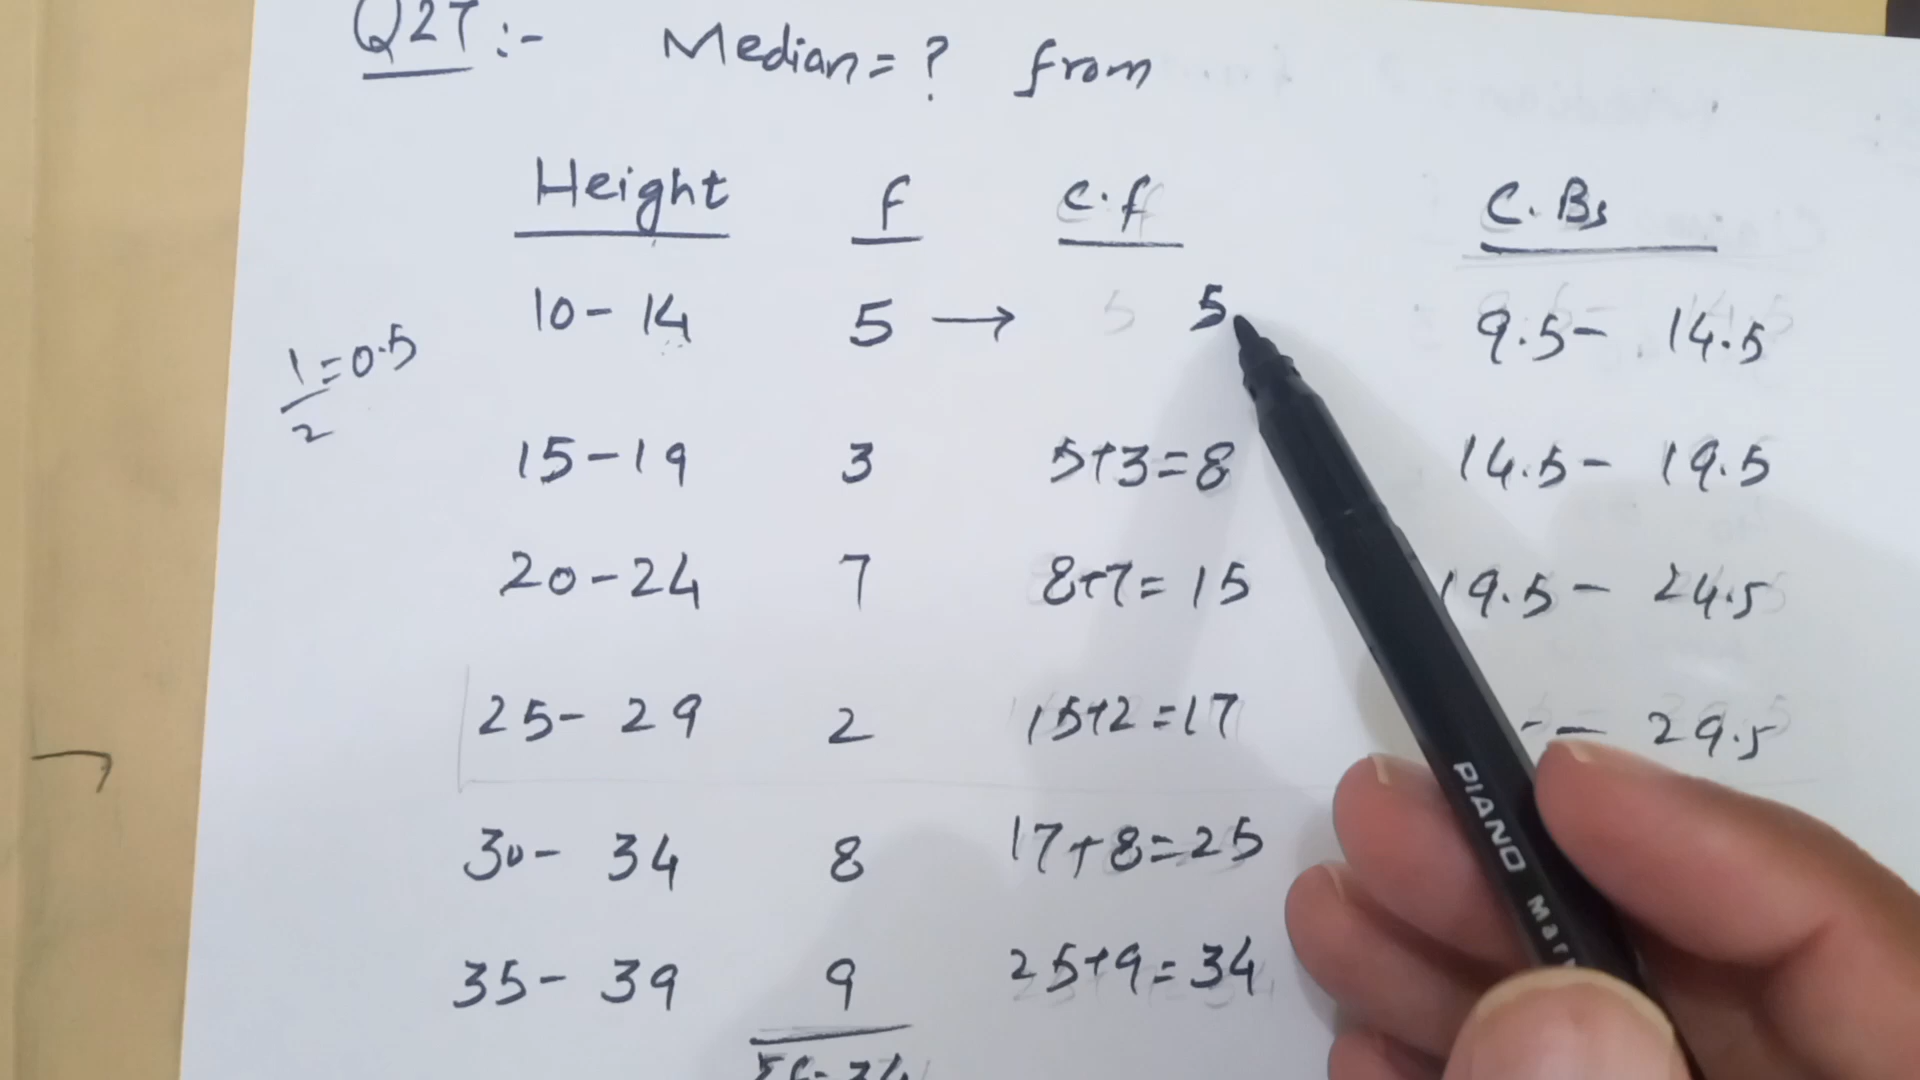 Q27 :- Median = ? from
Height f C.f C.Bs
10 - 14 5 → 5 9.5 - 14.5
1/2 = 0.5
15 - 19 3 5+3=8 14.5 - 19.5
20 - 24 7 8+7=15 19.5 - 24.5
25 - 29 2 15+2=17 - 29.5
30 - 34 8 17+8=25
35 - 39 9 25+9=34
PIANO